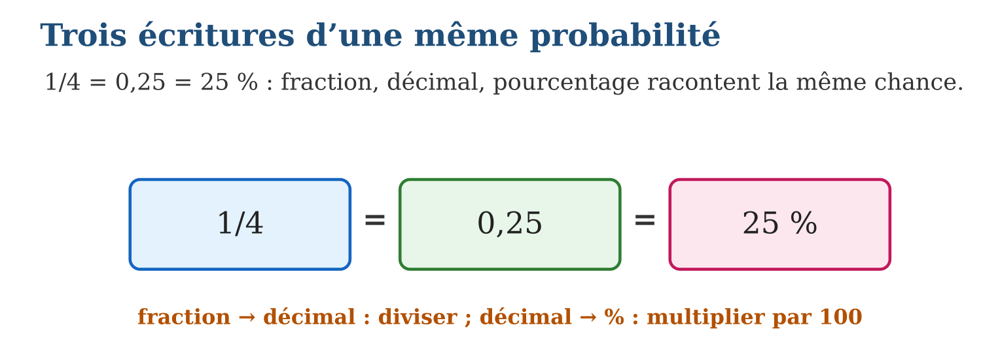 Trois écritures d’une même probabilité
1/4 = 0,25 = 25 % : fraction, décimal, pourcentage racontent la même chance.
1/4 = 0,25 = 25 %
fraction → décimal : diviser ; décimal → % : multiplier par 100